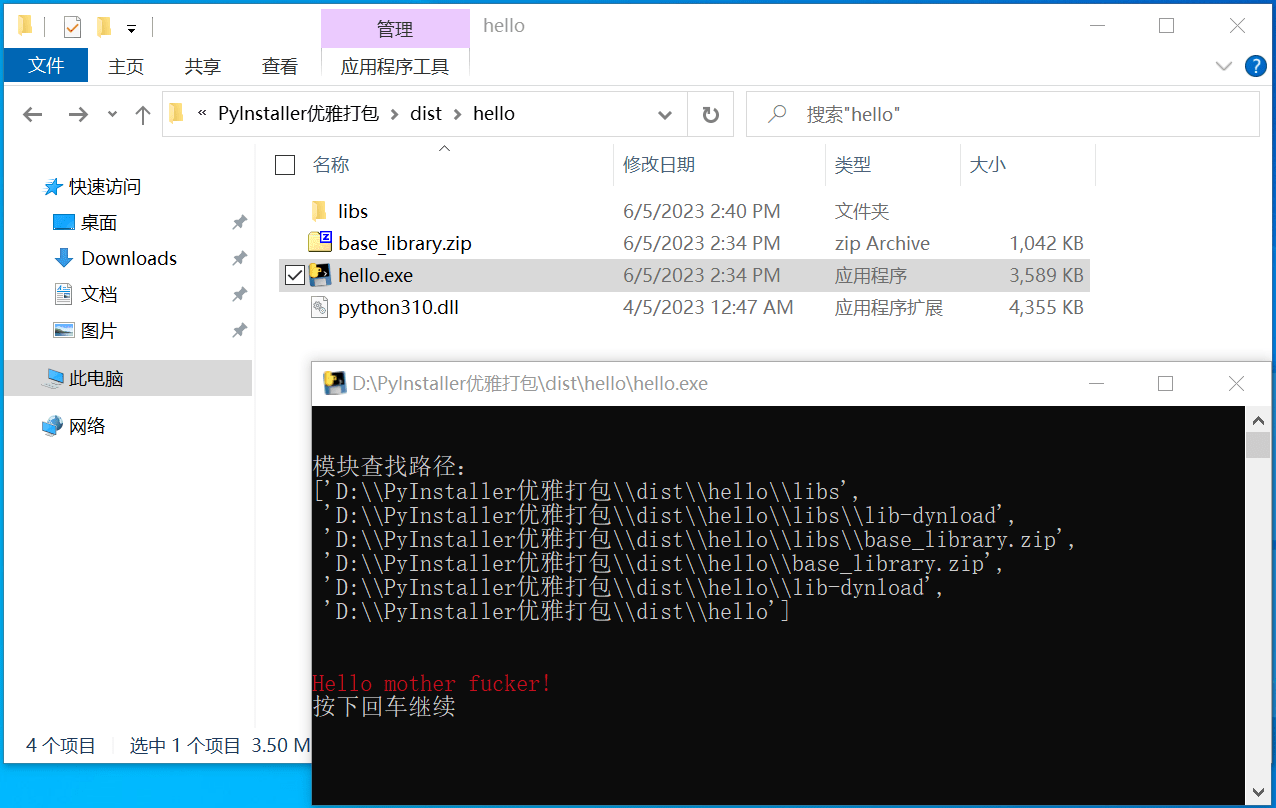 管理
hello
文件
主页
共享
查看
应用程序工具
?
« PyInstaller优雅打包 > dist > hello
搜索"hello"
名称
修改日期
类型
大小
快速访问
桌面
Downloads
文档
图片
此电脑
网络
libs 6/5/2023 2:40 PM 文件夹
base_library.zip 6/5/2023 2:34 PM zip Archive 1,042 KB
hello.exe 6/5/2023 2:34 PM 应用程序 3,589 KB
python310.dll 4/5/2023 12:47 AM 应用程序扩展 4,355 KB
D:\PyInstaller优雅打包\dist\hello\hello.exe
模块查找路径：
['D:\\PyInstaller优雅打包\\dist\\hello\\libs',
'D:\\PyInstaller优雅打包\\dist\\hello\\libs\\lib-dynload',
'D:\\PyInstaller优雅打包\\dist\\hello\\libs\\base_library.zip',
'D:\\PyInstaller优雅打包\\dist\\hello\\base_library.zip',
'D:\\PyInstaller优雅打包\\dist\\hello\\lib-dynload',
'D:\\PyInstaller优雅打包\\dist\\hello']
Hello mother fucker!
按下回车继续
4 个项目
选中 1 个项目 3.50 M